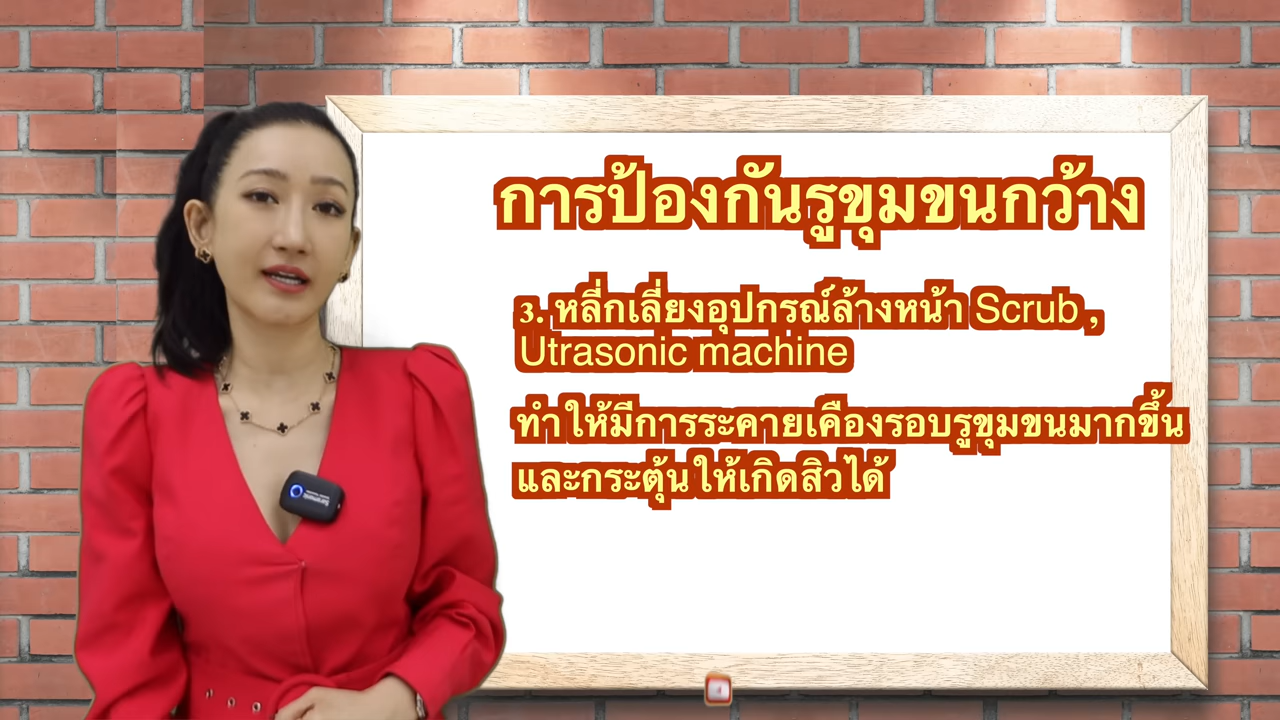 การป้องกันรูขุมขนกว้าง
3. หลี่กเลี่ยงอุปกรณ์ล้างหน้า Scrub ,
Utrasonic machine
ทำให้มีการระคายเคืองรอบรูขุมขนมากขึ้น
และกระตุ้นให้เกิดสิวได้